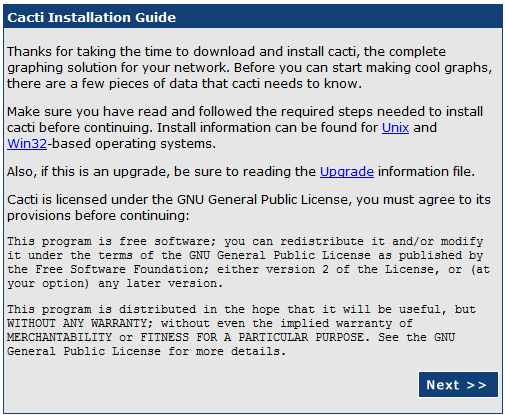 Cacti Installation Guide
Thanks for taking the time to download and install cacti, the complete
graphing solution for your network. Before you can start making cool graphs,
there are a few pieces of data that cacti needs to know.
Make sure you have read and followed the required steps needed to install
cacti before continuing. Install information can be found for Unix and
Win32-based operating systems.
Also, if this is an upgrade, be sure to reading the Upgrade information file.
Cacti is licensed under the GNU General Public License, you must agree to its
provisions before continuing:
This program is free software; you can redistribute it and/or modify
it under the terms of the GNU General Public License as published by
the Free Software Foundation; either version 2 of the License, or (at
your option) any later version.
This program is distributed in the hope that it will be useful, but
WITHOUT ANY WARRANTY; without even the implied warranty of
MERCHANTABILITY or FITNESS FOR A PARTICULAR PURPOSE. See the GNU
General Public License for more details.
Next >>